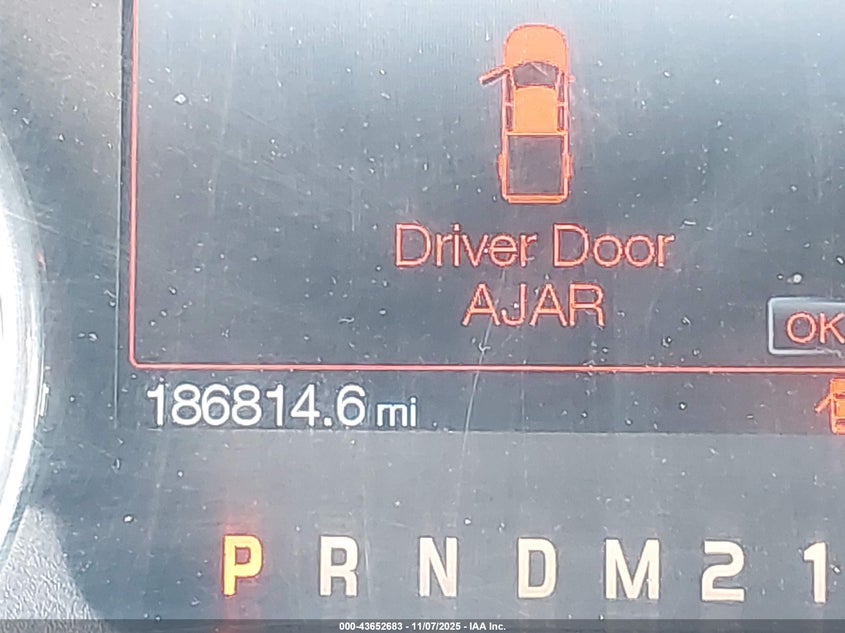 Driver Door
AJAR
OK
186814.6 mi
P R N D M 2 1
000-43652683 - 11/07/2025 - IAA Inc.